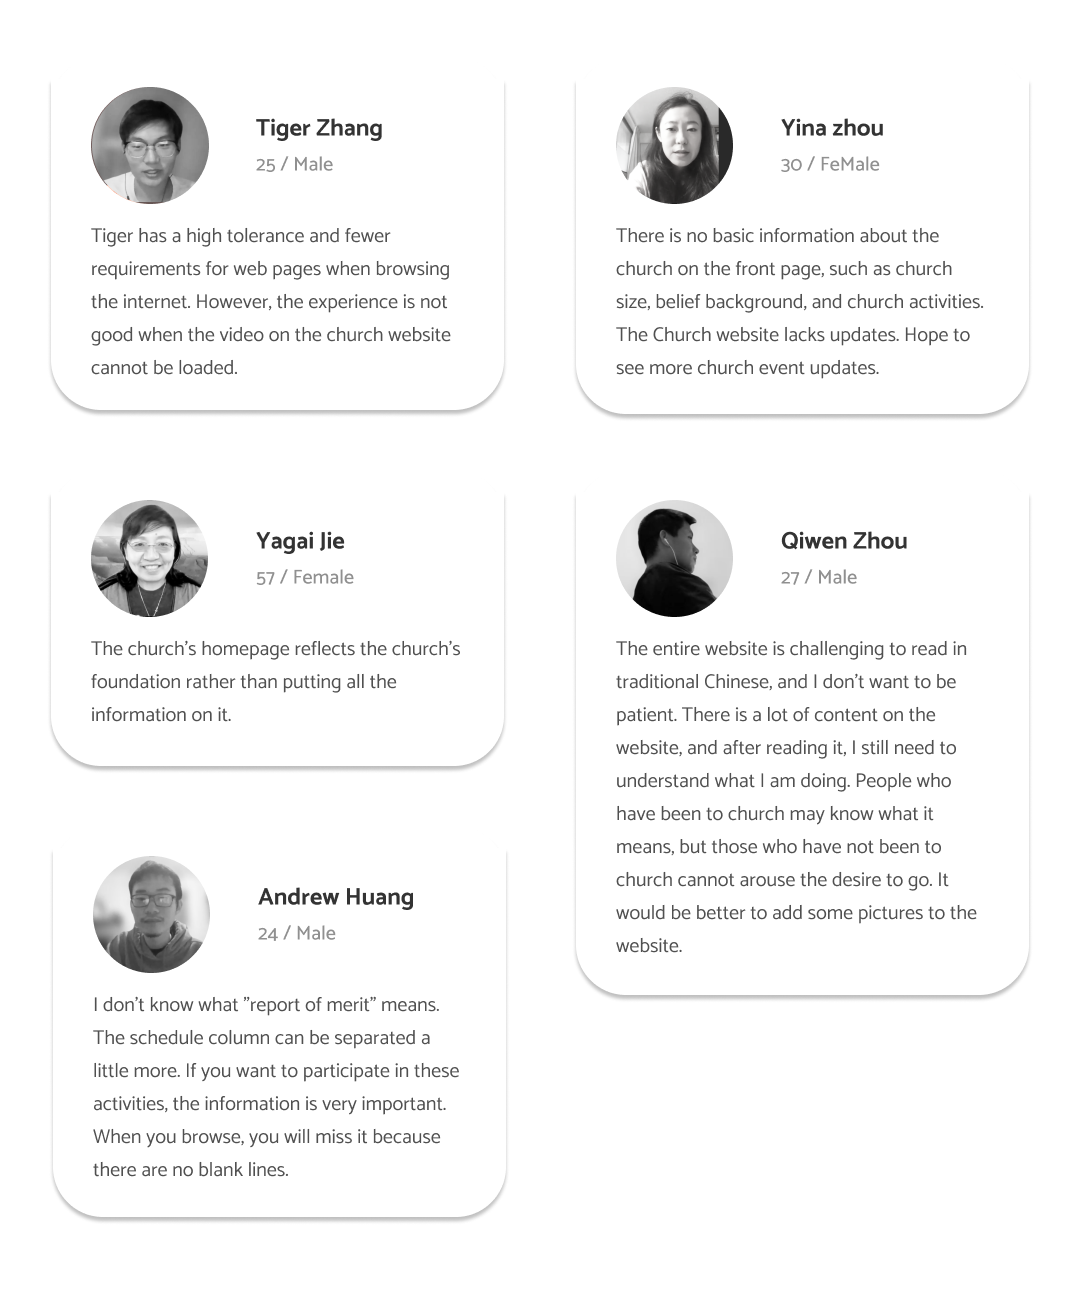 Tiger Zhang
25 / Male
Tiger has a high tolerance and fewer
requirements for web pages when browsing
the internet. However, the experience is not
good when the video on the church website
cannot be loaded.
Yina zhou
30 / FeMale
There is no basic information about the
church on the front page, such as church
size, belief background, and church activities.
The Church website lacks updates. Hope to
see more church event updates.
Yagai Jie
57 / Female
The church’s homepage reflects the church’s
foundation rather than putting all the
information on it.
Qiwen Zhou
27 / Male
The entire website is challenging to read in
traditional Chinese, and I don’t want to be
patient. There is a lot of content on the
website, and after reading it, I still need to
understand what I am doing. People who
have been to church may know what it
means, but those who have not been to
church cannot arouse the desire to go. It
would be better to add some pictures to the
website.
Andrew Huang
24 / Male
I don’t know what ”report of merit” means.
The schedule column can be separated a
little more. If you want to participate in these
activities, the information is very important.
When you browse, you will miss it because
there are no blank lines.